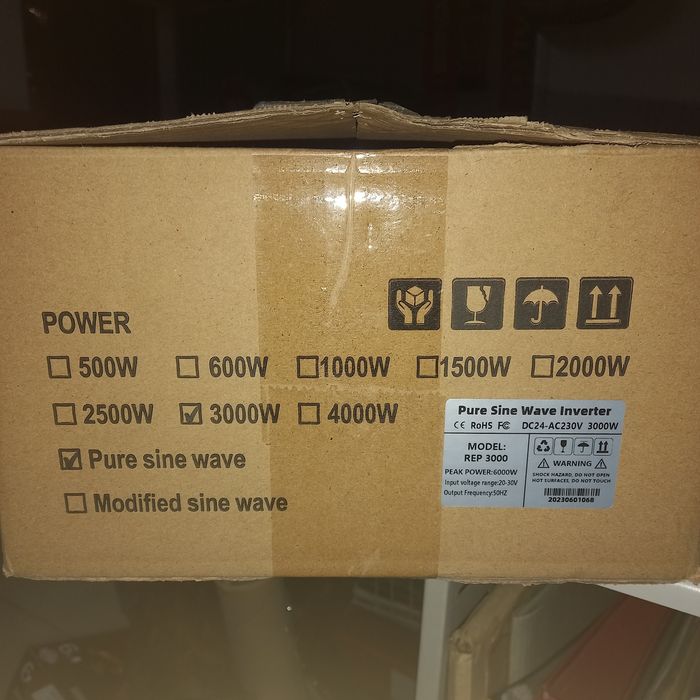 POWER
500W 600W 1000W 1500W 2000W
2500W 3000W 4000W
Pure sine wave
Modified sine wave
Pure Sine Wave Inverter
CE RoHS FC DC24-AC230V 3000W
MODEL:
REP 3000
PEAK POWER:6000W
Input voltage range:20-30V
Output Frequency:50HZ
WARNING
SHOCK HAZARD, DO NOT OPEN
HOT SURFACES, DO NOT TOUCH
20230601068